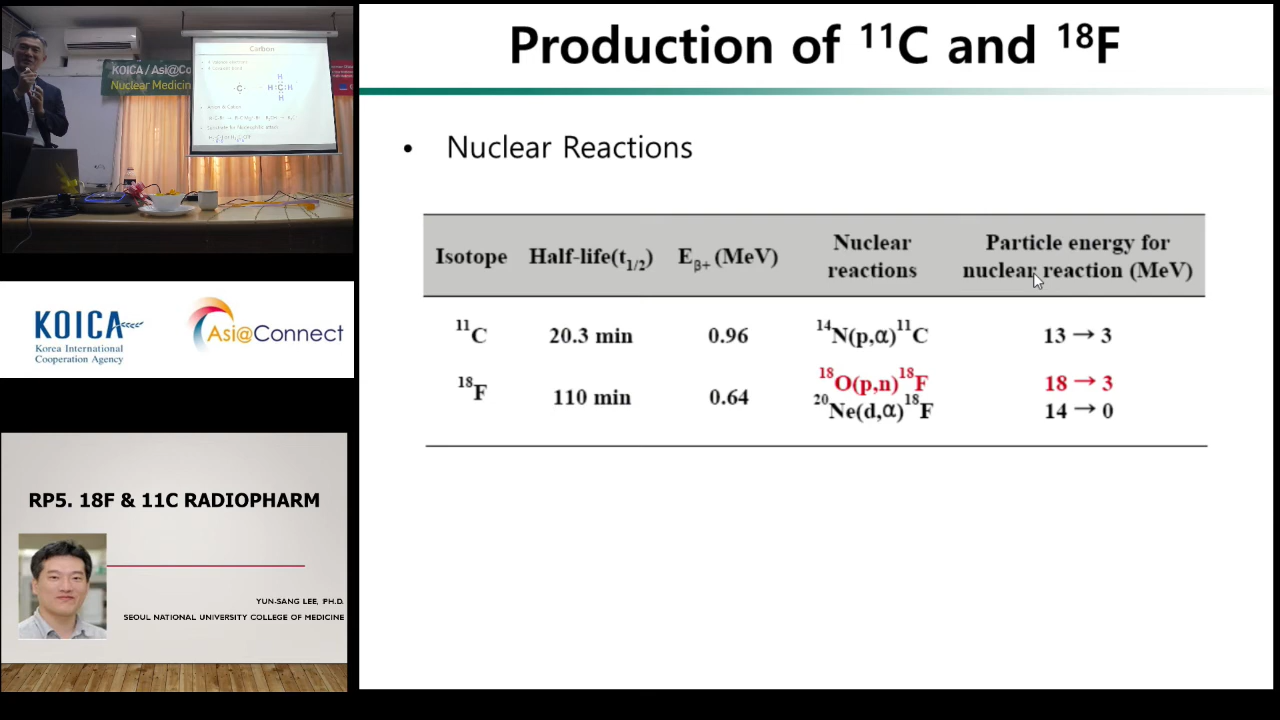 Production of ¹¹C and ¹⁸F
• Nuclear Reactions
Isotope Half-life(t₁/₂) Eβ+ (MeV) Nuclear reactions Particle energy for nuclear reaction (MeV)
¹¹C 20.3 min 0.96 ¹⁴N(p,α)¹¹C 13 → 3
¹⁸F 110 min 0.64 ¹⁸O(p,n)¹⁸F 18 → 3
²⁰Ne(d,α)¹⁸F 14 → 0
KOICA / Asi@Co
Nuclear Medicin
Carbon
KOICA
Korea International
Cooperation Agency
Asi@Connect
RP5. 18F & 11C RADIOPHARM
YUN-SANG LEE, PH.D.
SEOUL NATIONAL UNIVERSITY COLLEGE OF MEDICINE